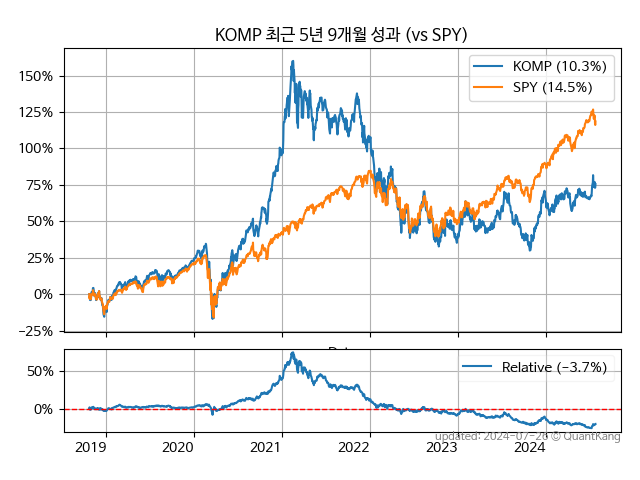 KOMP 최근 5년 9개월 성과 (vs SPY)
KOMP (10.3%)
SPY (14.5%)
150%
125%
100%
75%
50%
25%
0%
−25%
50%
0%
Relative (−3.7%)
2019 2020 2021 2022 2023 2024
updated: 2024-07-26 © QuantKang